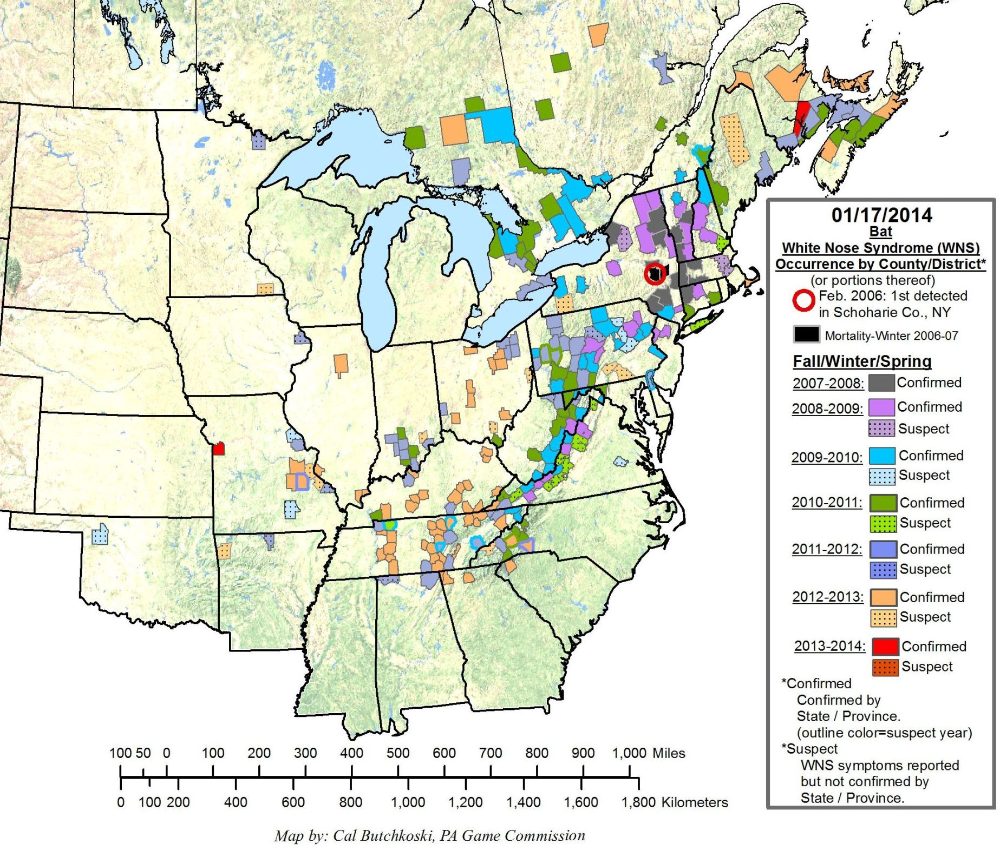 01/17/2014
Bat
White Nose Syndrome (WNS)
Occurrence by County/District*
(or portions thereof)
Feb. 2006: 1st detected
in Schoharie Co., NY
Mortality-Winter 2006-07
Fall/Winter/Spring
2007-2008: Confirmed
2008-2009: Confirmed
Suspect
2009-2010: Confirmed
Suspect
2010-2011: Confirmed
Suspect
2011-2012: Confirmed
Suspect
2012-2013: Confirmed
Suspect
2013-2014: Confirmed
Suspect
*Confirmed
Confirmed by
State / Province.
(outline color=suspect year)
*Suspect
WNS symptoms reported
but not confirmed by
State / Province.
100 50 0 100 200 300 400 500 600 700 800 900 1,000 Miles
0 100 200 400 600 800 1,000 1,200 1,400 1,600 1,800 Kilometers
Map by: Cal Butchkoski, PA Game Commission